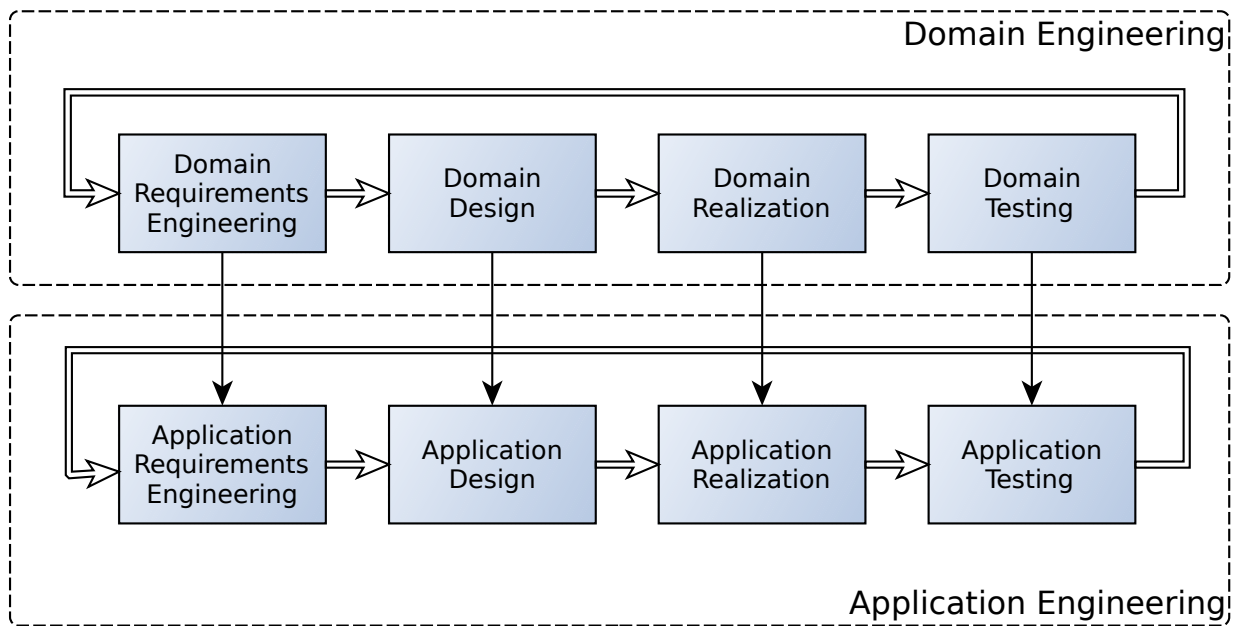 Domain Engineering
Domain
Requirements
Engineering
Domain
Design
Domain
Realization
Domain
Testing
Application
Requirements
Engineering
Application
Design
Application
Realization
Application
Testing
Application Engineering